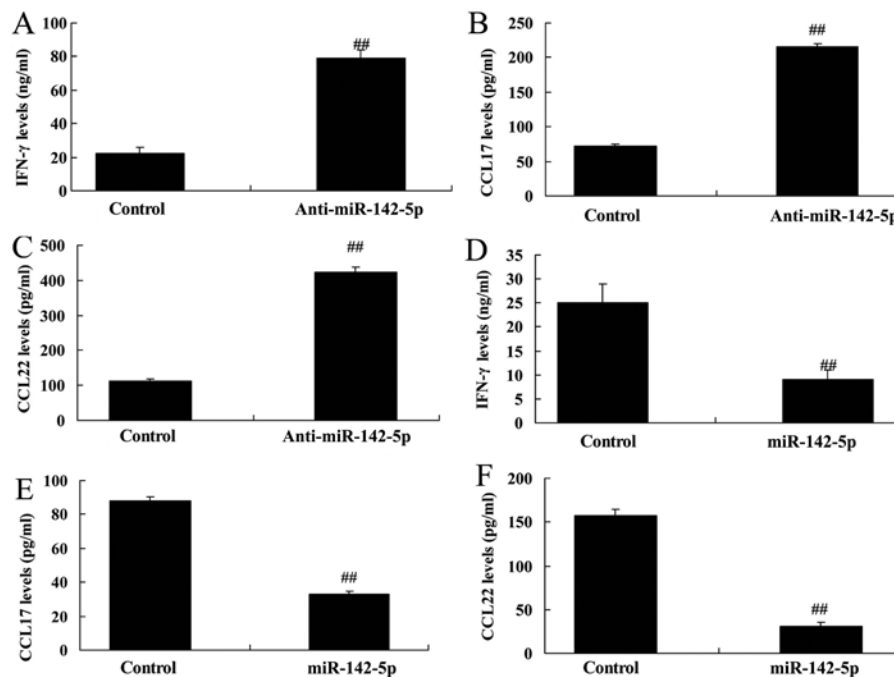 A
IFN-γ levels (ng/ml)
100
80
60
40
20
0
##
Control
Anti-miR-142-5p
B
CCL17 levels (pg/ml)
250
200
150
100
50
0
##
Control
Anti-miR-142-5p
C
CCL22 levels (pg/ml)
500
400
300
200
100
0
##
Control
Anti-miR-142-5p
D
IFN-γ levels (ng/ml)
35
30
25
20
15
10
5
0
##
Control
miR-142-5p
E
CCL17 levels (pg/ml)
100
80
60
40
20
0
##
Control
miR-142-5p
F
CCL22 levels (pg/ml)
200
150
100
50
0
##
Control
miR-142-5p